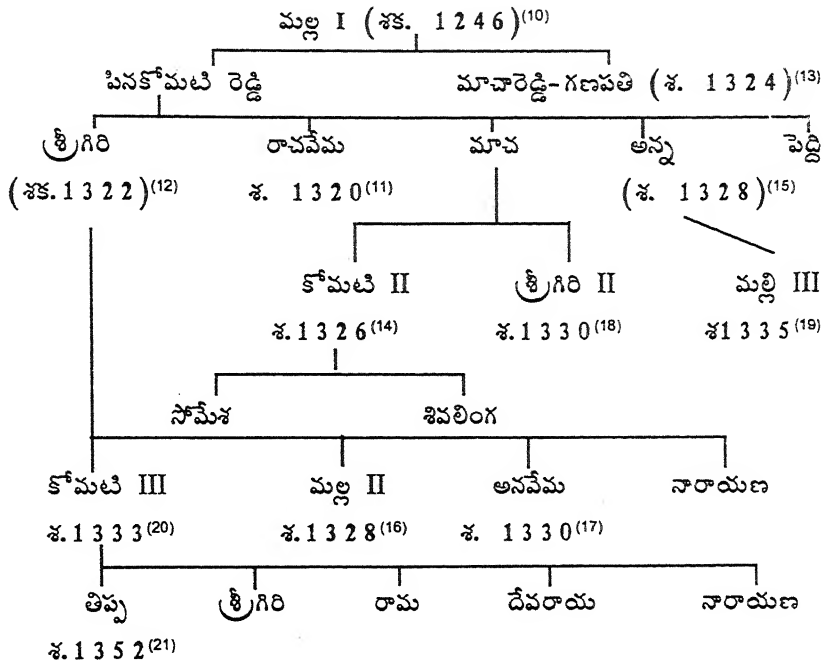 మల్ల I (శక. 1246)(10)
పినకోమటి రెడ్డి మాచారెడ్డి-గణపతి (శ. 1324)(13)
శ్రీగిరి రాచవేమ మాచ అన్న పెద్ది
(శక.1322)(12) శ. 1320(11) (శ. 1328)(15)
కోమటి II శ్రీగిరి II మల్లి III
శ.1326(14) శ.1330(18) శ1335(19)
సోమేశ శివలింగ
కోమటి III మల్ల II అనవేమ నారాయణ
శ.1333(20) శ.1328(16) శ. 1330(17)
తిప్ప శ్రీగిరి రామ దేవరాయ నారాయణ
శ.1352(21)